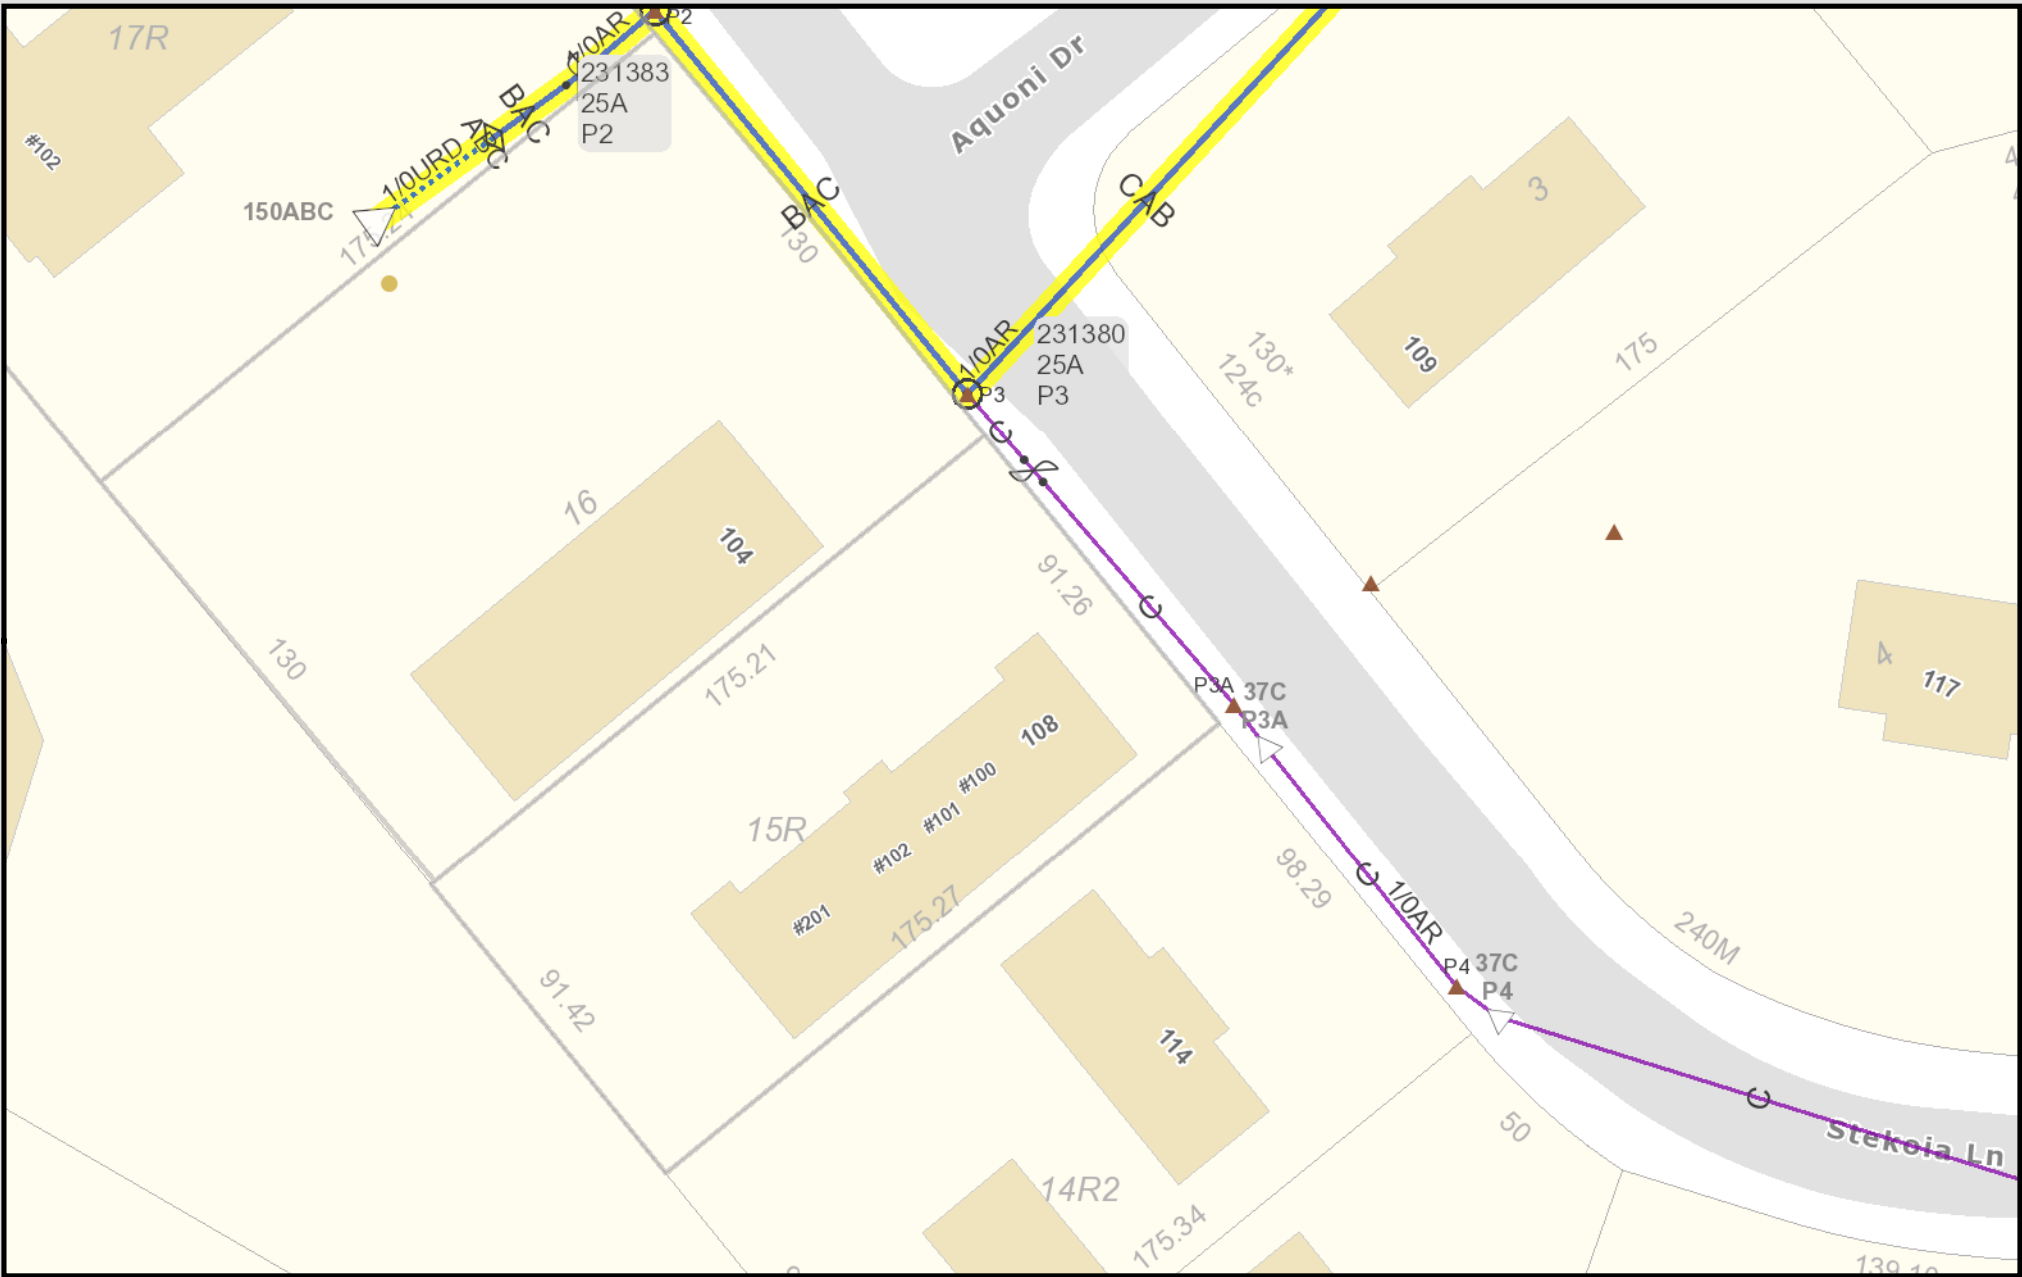 17R
P2
1/0AR
231383
25A
P2
Aquoni Dr
BAC
#102
1/0URD
150ABC
BAC
130
CAB
3
109
130*
124c
175
231380
25A
P3
1/0AR
P3
C
16
104
91.26
C
130
175.21
4
117
P3A
37C
P3A
108
#100
#101
#102
#201
15R
175.27
C
1/0AR
98.29
240M
P4
37C
P4
91.42
114
C
50
Stekoia Ln
14R2
175.34